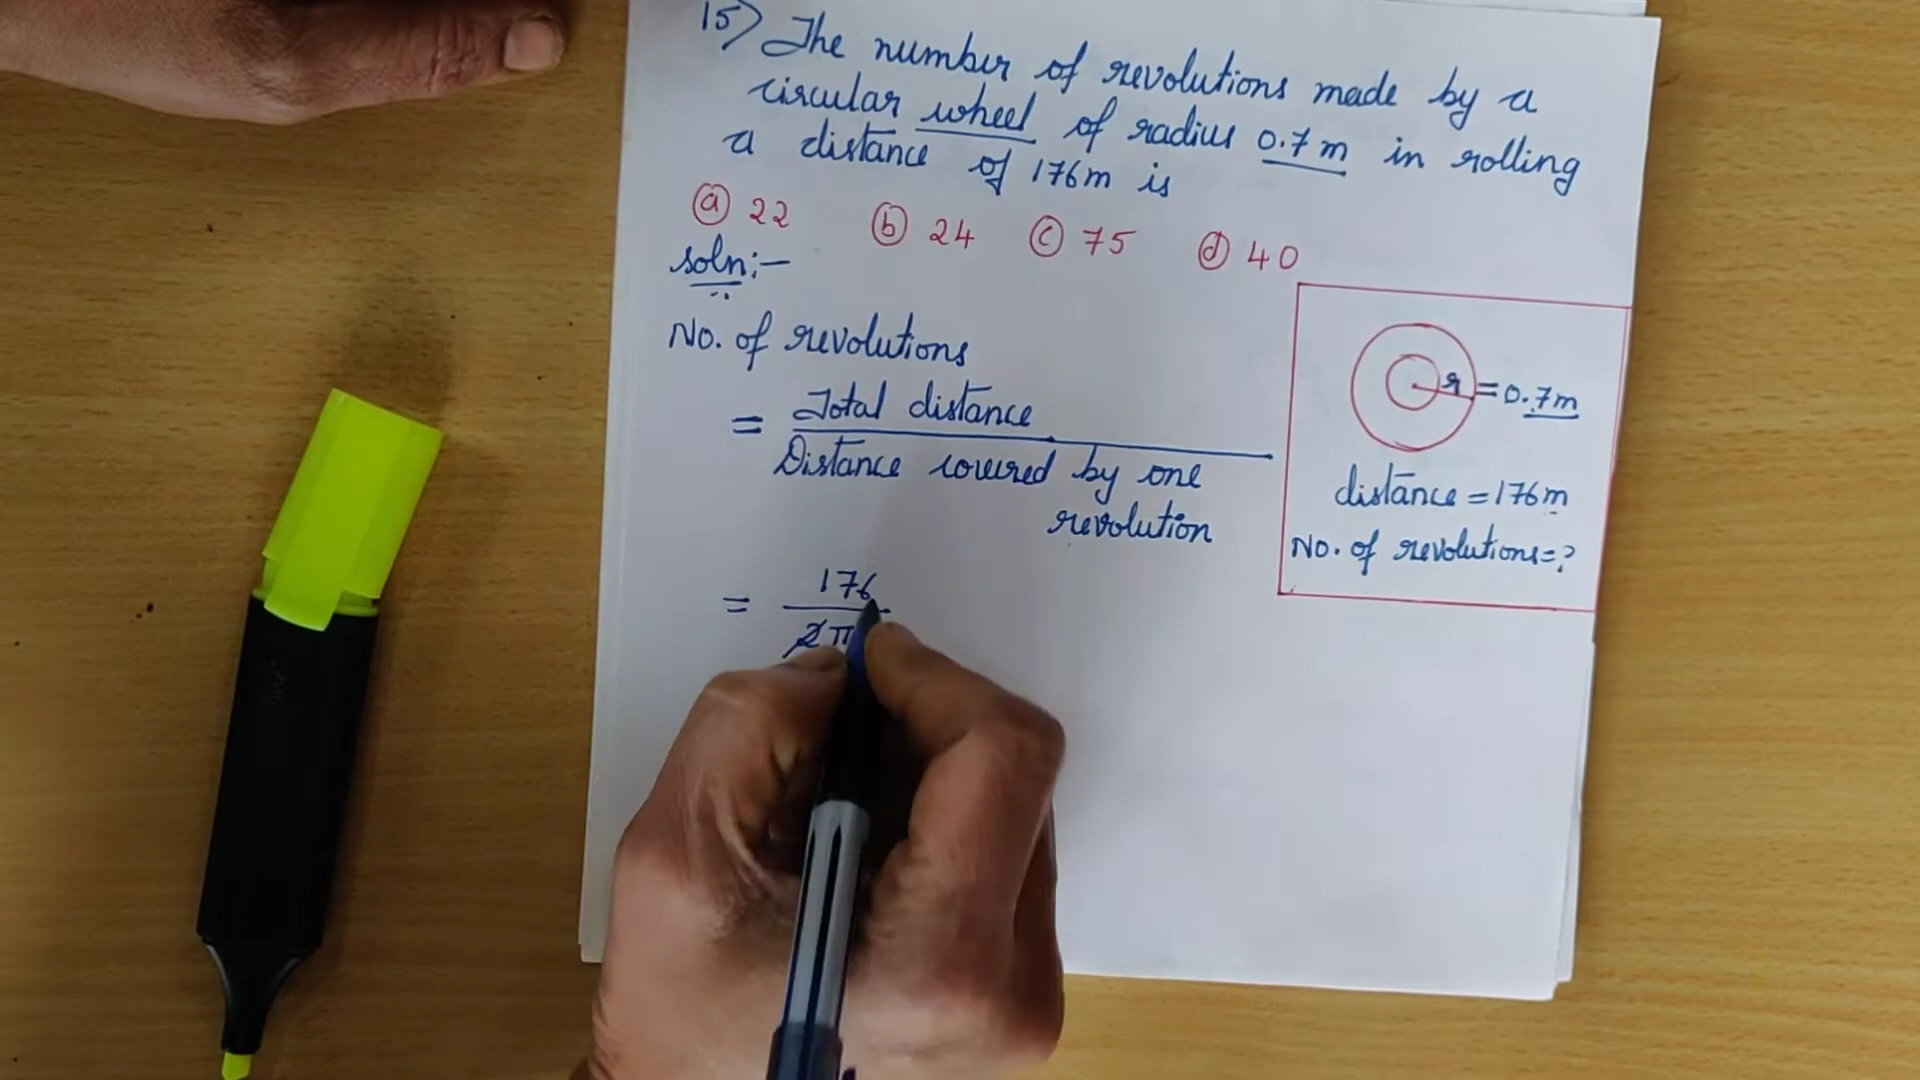 15) The number of revolutions made by a
circular wheel of radius 0.7 m in rolling
a distance of 176m is
ⓐ 22 ⓑ 24 ⓒ 75 ⓓ 40
soln:-
No. of revolutions
= Total distance
Distance covered by one
revolution
= 176
2π
r = 0.7m
distance = 176m
No. of revolutions=?